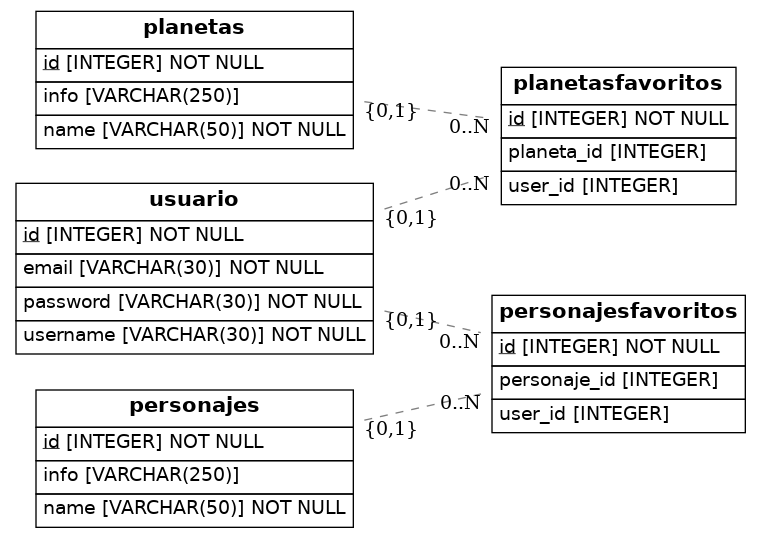 planetas
id [INTEGER] NOT NULL
info [VARCHAR(250)]
name [VARCHAR(50)] NOT NULL
planetasfavoritos
id [INTEGER] NOT NULL
planeta_id [INTEGER]
user_id [INTEGER]
{0,1}
0..N
usuario
id [INTEGER] NOT NULL
email [VARCHAR(30)] NOT NULL
password [VARCHAR(30)] NOT NULL
username [VARCHAR(30)] NOT NULL
0..N
{0,1}
{0,1}
0..N
personajesfavoritos
id [INTEGER] NOT NULL
personaje_id [INTEGER]
user_id [INTEGER]
personajes
id [INTEGER] NOT NULL
info [VARCHAR(250)]
name [VARCHAR(50)] NOT NULL
0..N
{0,1}